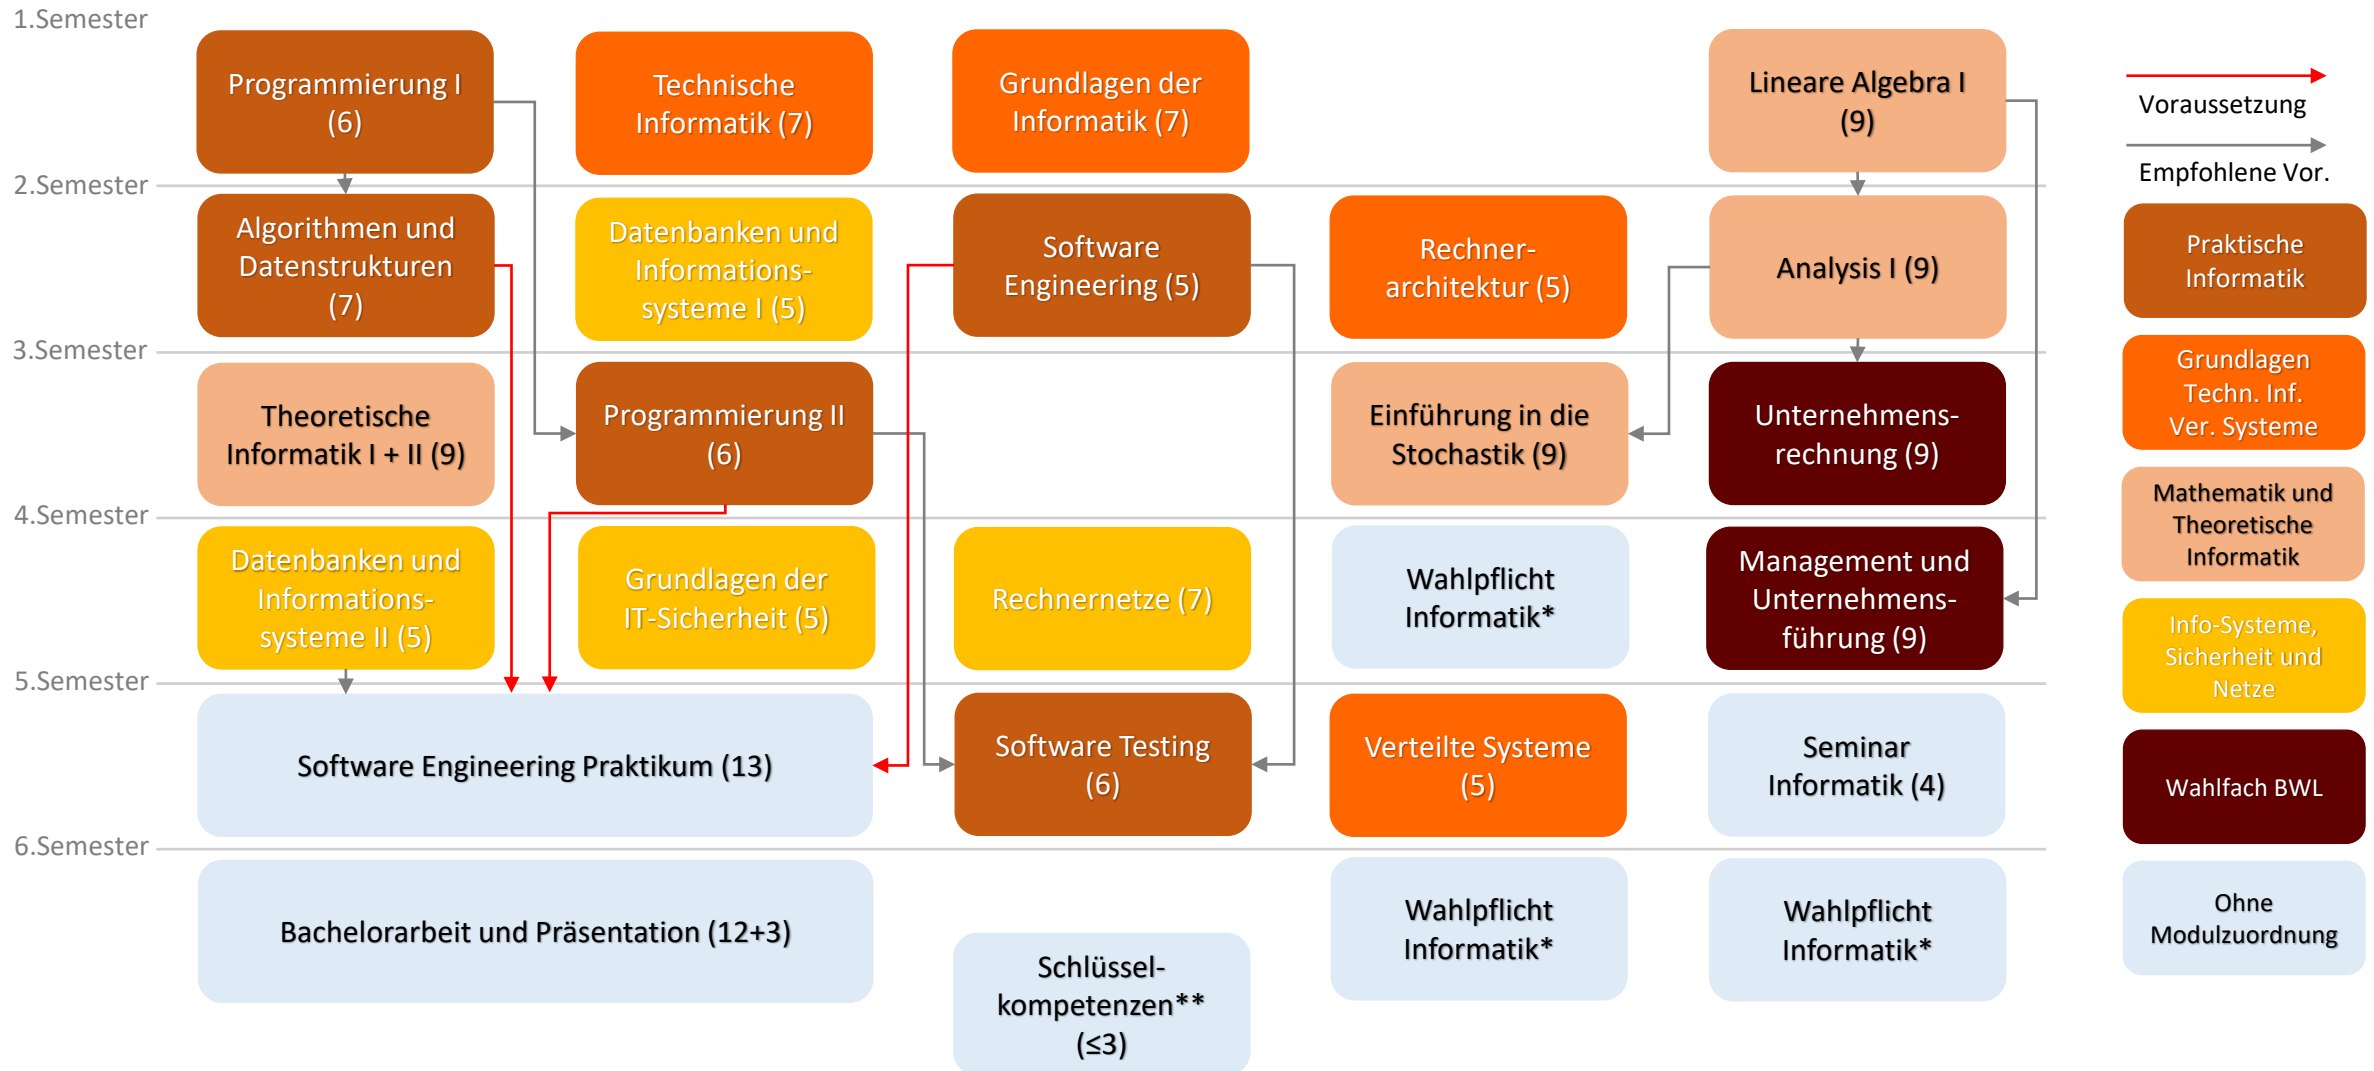 1.Semester
Programmierung I
(6)
Technische
Informatik (7)
Grundlagen der
Informatik (7)
Lineare Algebra I
(9)
2.Semester
Algorithmen und
Datenstrukturen
(7)
Datenbanken und
Informations-
systeme I (5)
Software
Engineering (5)
Rechner-
architektur (5)
Analysis I (9)
3.Semester
Theoretische
Informatik I + II (9)
Programmierung II
(6)
Einführung in die
Stochastik (9)
Unternehmens-
rechnung (9)
4.Semester
Datenbanken und
Informations-
systeme II (5)
Grundlagen der
IT-Sicherheit (5)
Rechnernetze (7)
Wahlpflicht
Informatik*
Management und
Unternehmens-
führung (9)
5.Semester
Software Engineering Praktikum (13)
Software Testing
(6)
Verteilte Systeme
(5)
Seminar
Informatik (4)
6.Semester
Bachelorarbeit und Präsentation (12+3)
Schlüssel-
kompetenzen**
(≤3)
Wahlpflicht
Informatik*
Wahlpflicht
Informatik*
Voraussetzung
Empfohlene Vor.
Praktische
Informatik
Grundlagen
Techn. Inf.
Ver. Systeme
Mathematik und
Theoretische
Informatik
Info-Systeme,
Sicherheit und
Netze
Wahlfach BWL
Ohne
Modulzuordnung